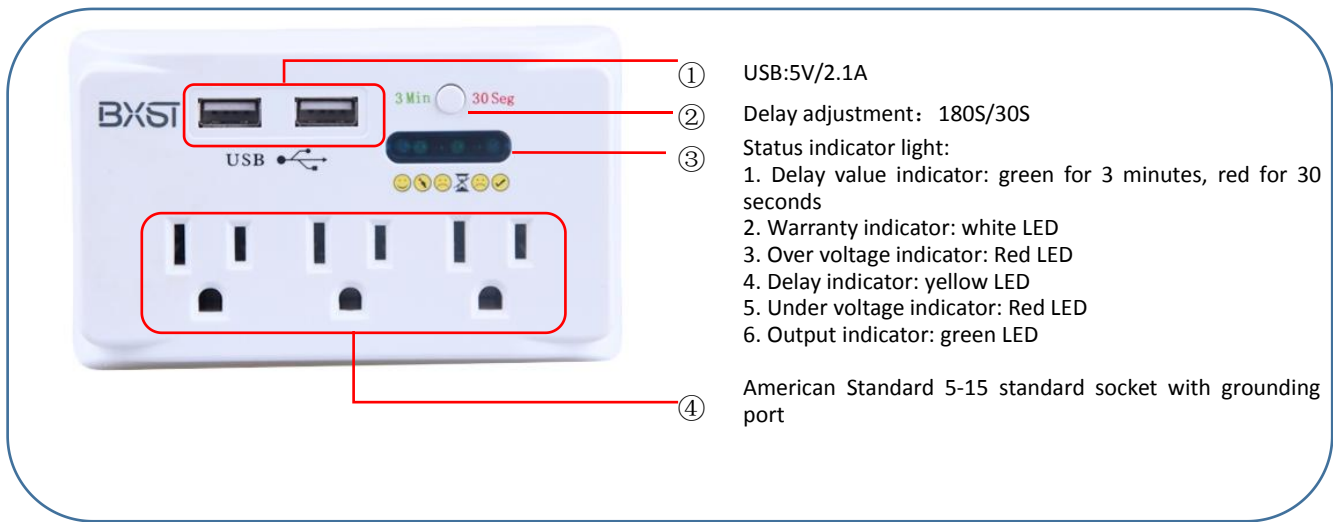 BXST
USB
3 Min
30 Seg
①
USB:5V/2.1A
②
Delay adjustment： 180S/30S
③
Status indicator light:
1. Delay value indicator: green for 3 minutes, red for 30
seconds
2. Warranty indicator: white LED
3. Over voltage indicator: Red LED
4. Delay indicator: yellow LED
5. Under voltage indicator: Red LED
6. Output indicator: green LED
④
American Standard 5-15 standard socket with grounding
port